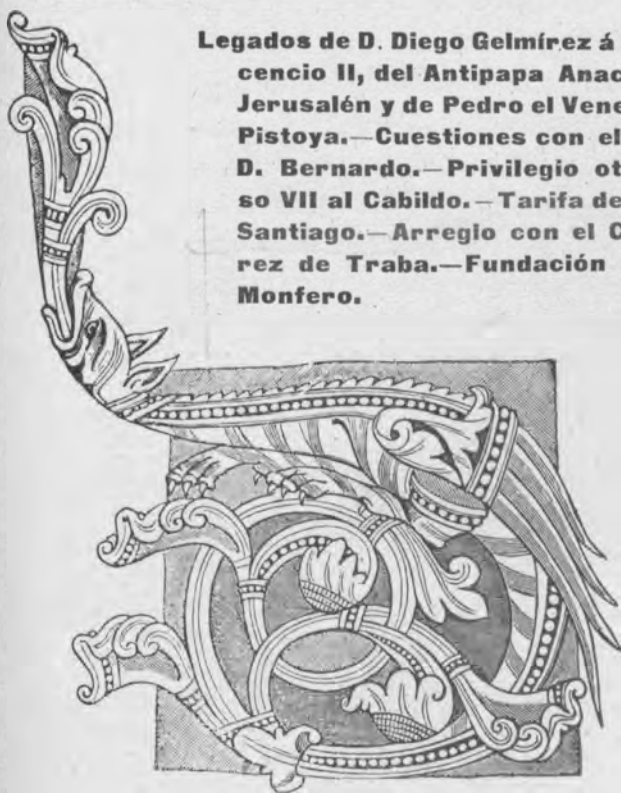 Legados de D. Diego Gelmírez á
cencio II, del Antipapa Anac
Jerusalén y de Pedro el Vene
Pistoya.—Cuestiones con el
D. Bernardo.—Privilegio ot
so VII al Cabildo.—Tarifa de
Santiago.—Arreglo con el C
rez de Traba.—Fundación
Monfero.